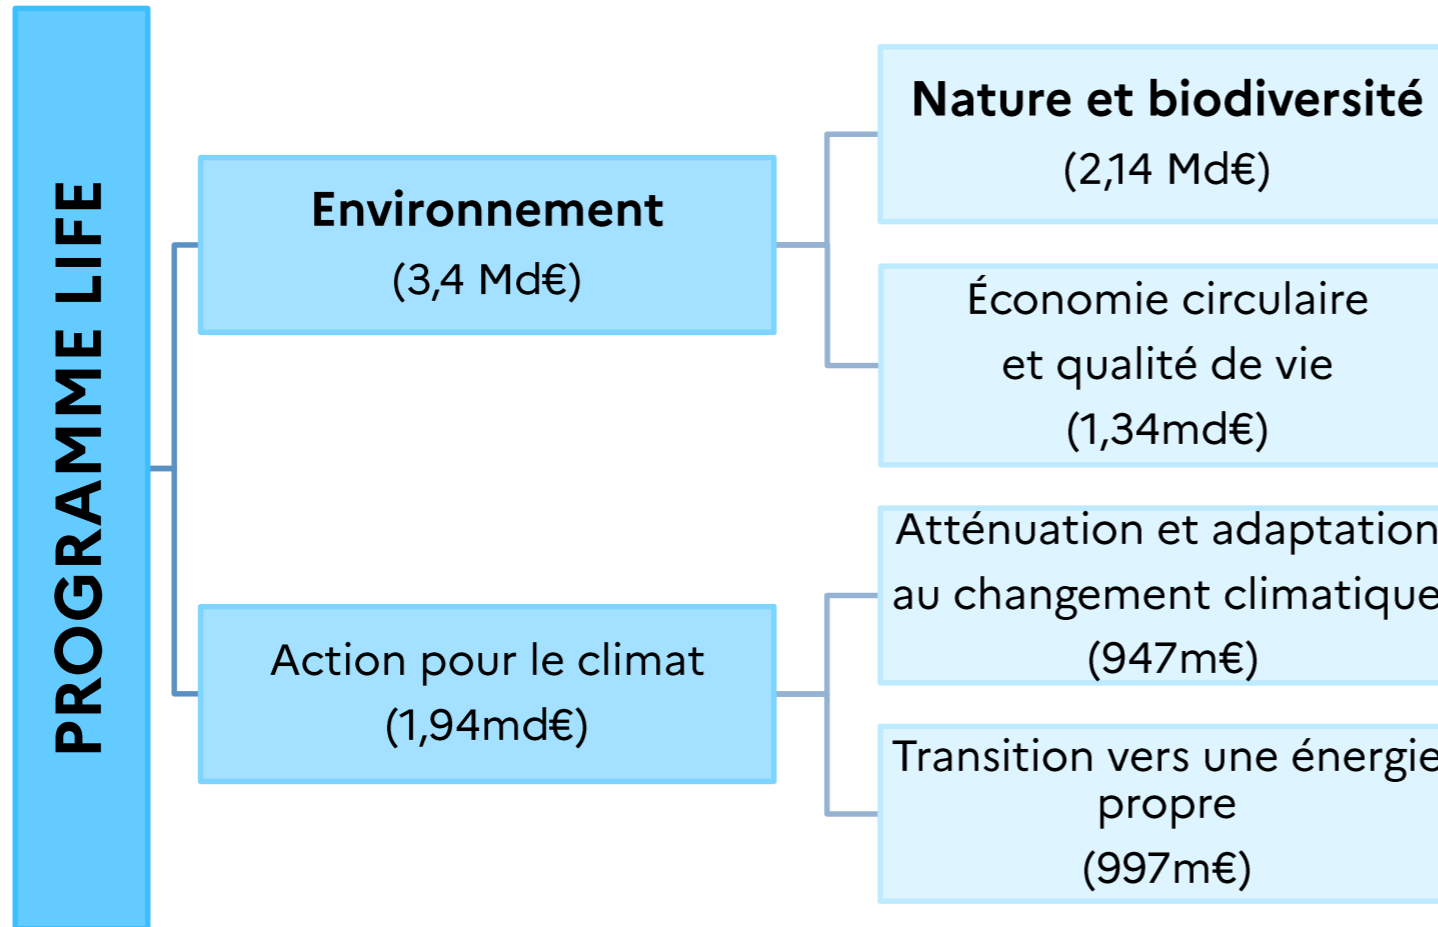 PROGRAMME LIFE
Environnement
(3,4 Md€)
Nature et biodiversité
(2,14 Md€)
Économie circulaire
et qualité de vie
(1,34md€)
Action pour le climat
(1,94md€)
Atténuation et adaptation
au changement climatique
(947m€)
Transition vers une énergie
propre
(997m€)